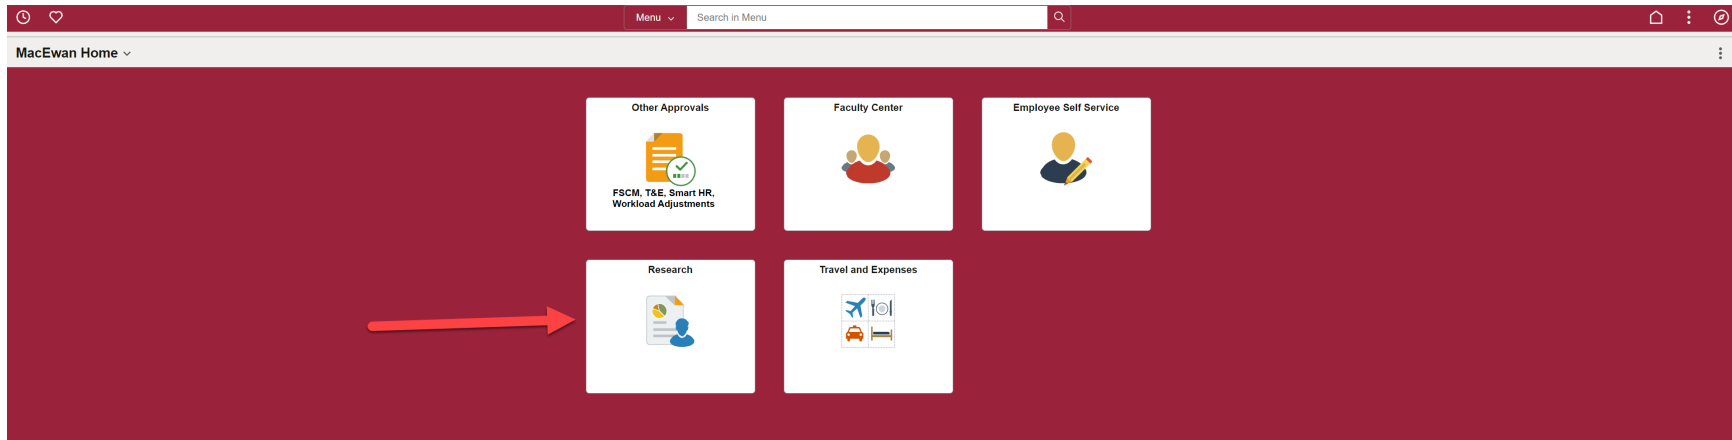 Menu
Search in Menu
MacEwan Home
Other Approvals
FSCM, T&E, Smart HR,
Workload Adjustments
Faculty Center
Employee Self Service
Research
Travel and Expenses